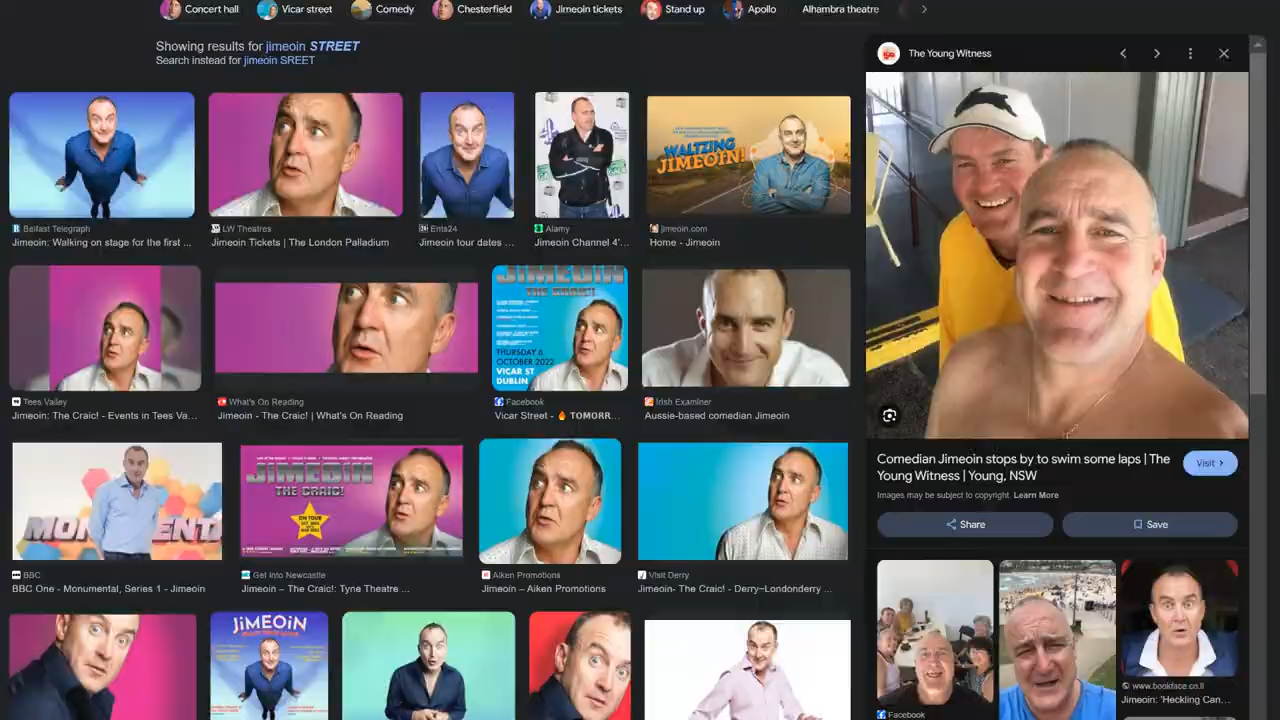 Concert hall
Vicar street
Comedy
Chesterfield
Jimeoin tickets
Stand up
Apollo
Alhambra theatre
Showing results for jimeoin STREET
Search instead for jimeoin SREET
The Young Witness
WALTZING
JIMEOIN!
Belfast Telegraph
Jimeoin: Walking on stage for the first ...
LW Theatres
Jimeoin Tickets | The London Palladium
Ents24
Jimeoin tour dates ...
Alamy
Jimeoin Channel 4'...
jimeoin.com
Home - Jimeoin
JIMEOIN
THE CRAIC!
THURSDAY 6
OCTOBER 2022
VICAR ST
DUBLIN
Tees Valley
Jimeoin: The Craic! - Events in Tees Va...
What's On Reading
Jimeoin - The Craic! | What's On Reading
Facebook
Vicar Street - 🔥 TOMORR...
Irish Examiner
Aussie-based comedian Jimeoin
Comedian Jimeoin stops by to swim some laps | The
Young Witness | Young, NSW
Visit
Images may be subject to copyright. Learn More
Share
Save
MON
ENTA
JIMEOIN
THE CRAIC!
ON TOUR
BBC
BBC One - Monumental, Series 1 - Jimeoin
Get Into Newcastle
Jimeoin – The Craic!: Tyne Theatre ...
Aiken Promotions
Jimeoin – Aiken Promotions
Visit Derry
Jimeoin- The Craic! - Derry~Londonderry ...
JIMEOIN
Facebook
www.bookface.co.il
Jimeoin: 'Heckling Can...